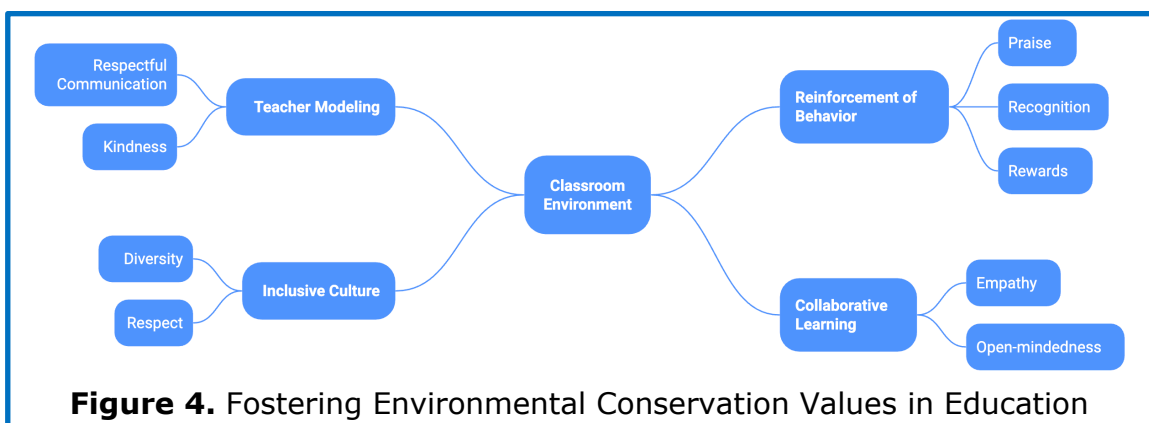 Respectful
Communication
Kindness
Teacher Modeling
Diversity
Respect
Inclusive Culture
Classroom
Environment
Reinforcement of
Behavior
Praise
Recognition
Rewards
Collaborative
Learning
Empathy
Open-mindedness
Figure 4. Fostering Environmental Conservation Values in Education